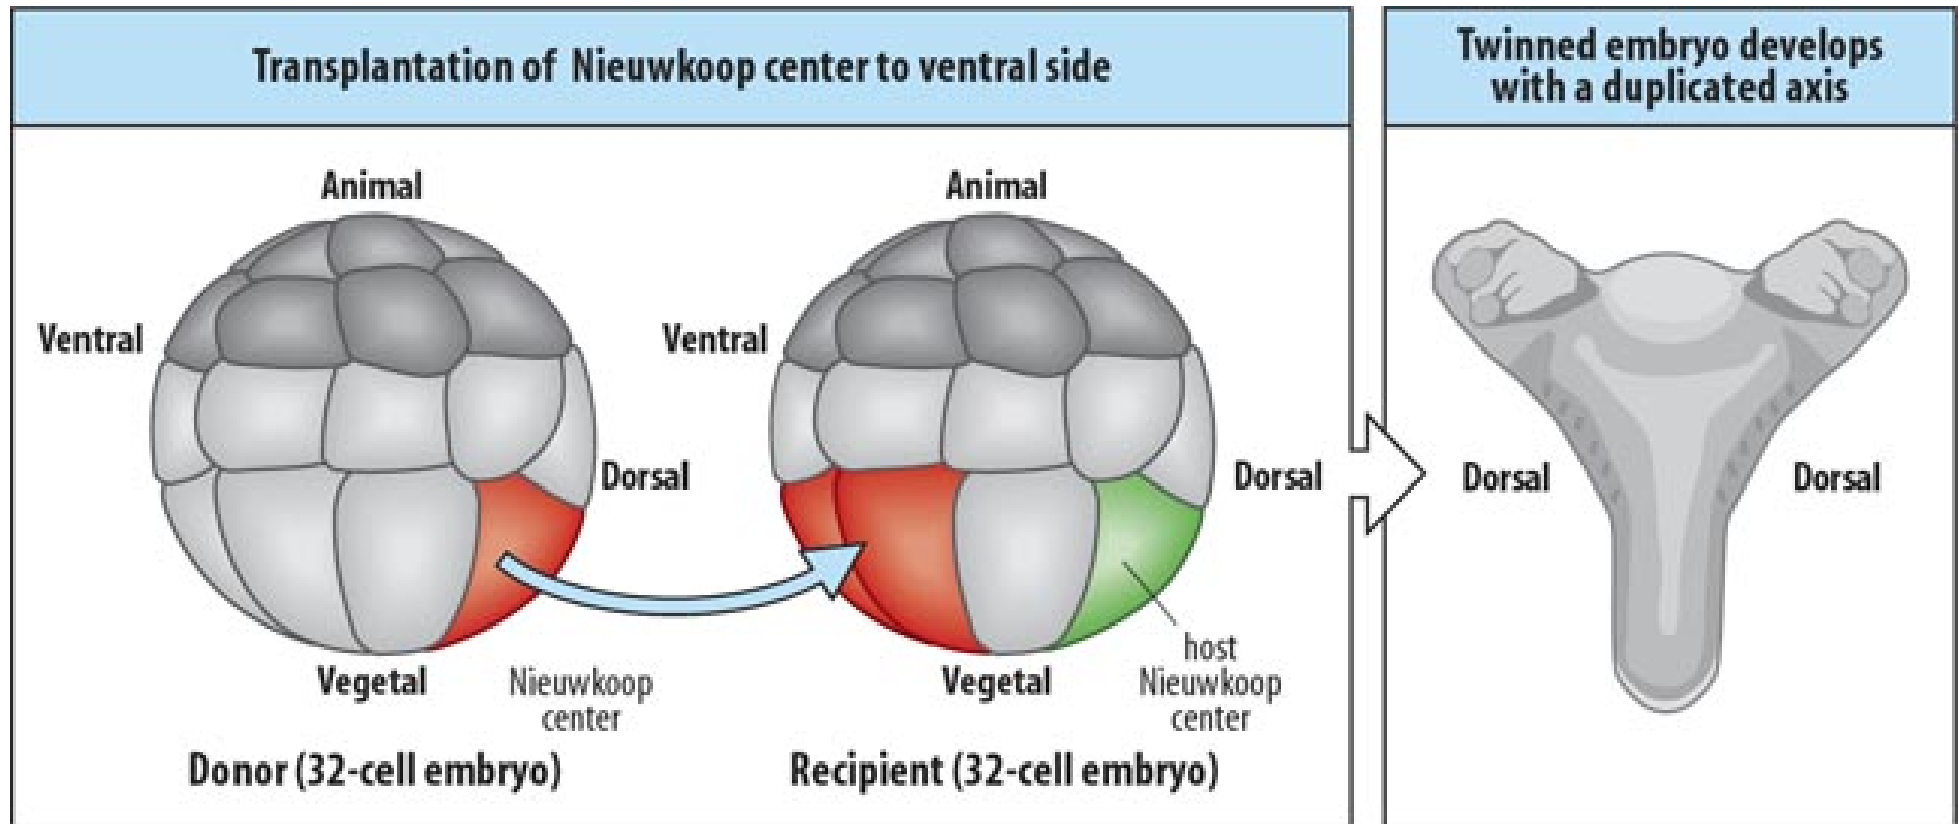 Transplantation of Nieuwkoop center to ventral side
Animal
Ventral
Dorsal
Vegetal
Nieuwkoop
center
Donor (32-cell embryo)
Animal
Ventral
Dorsal
Vegetal
host
Nieuwkoop
center
Recipient (32-cell embryo)
Twinned embryo develops
with a duplicated axis
Dorsal
Dorsal